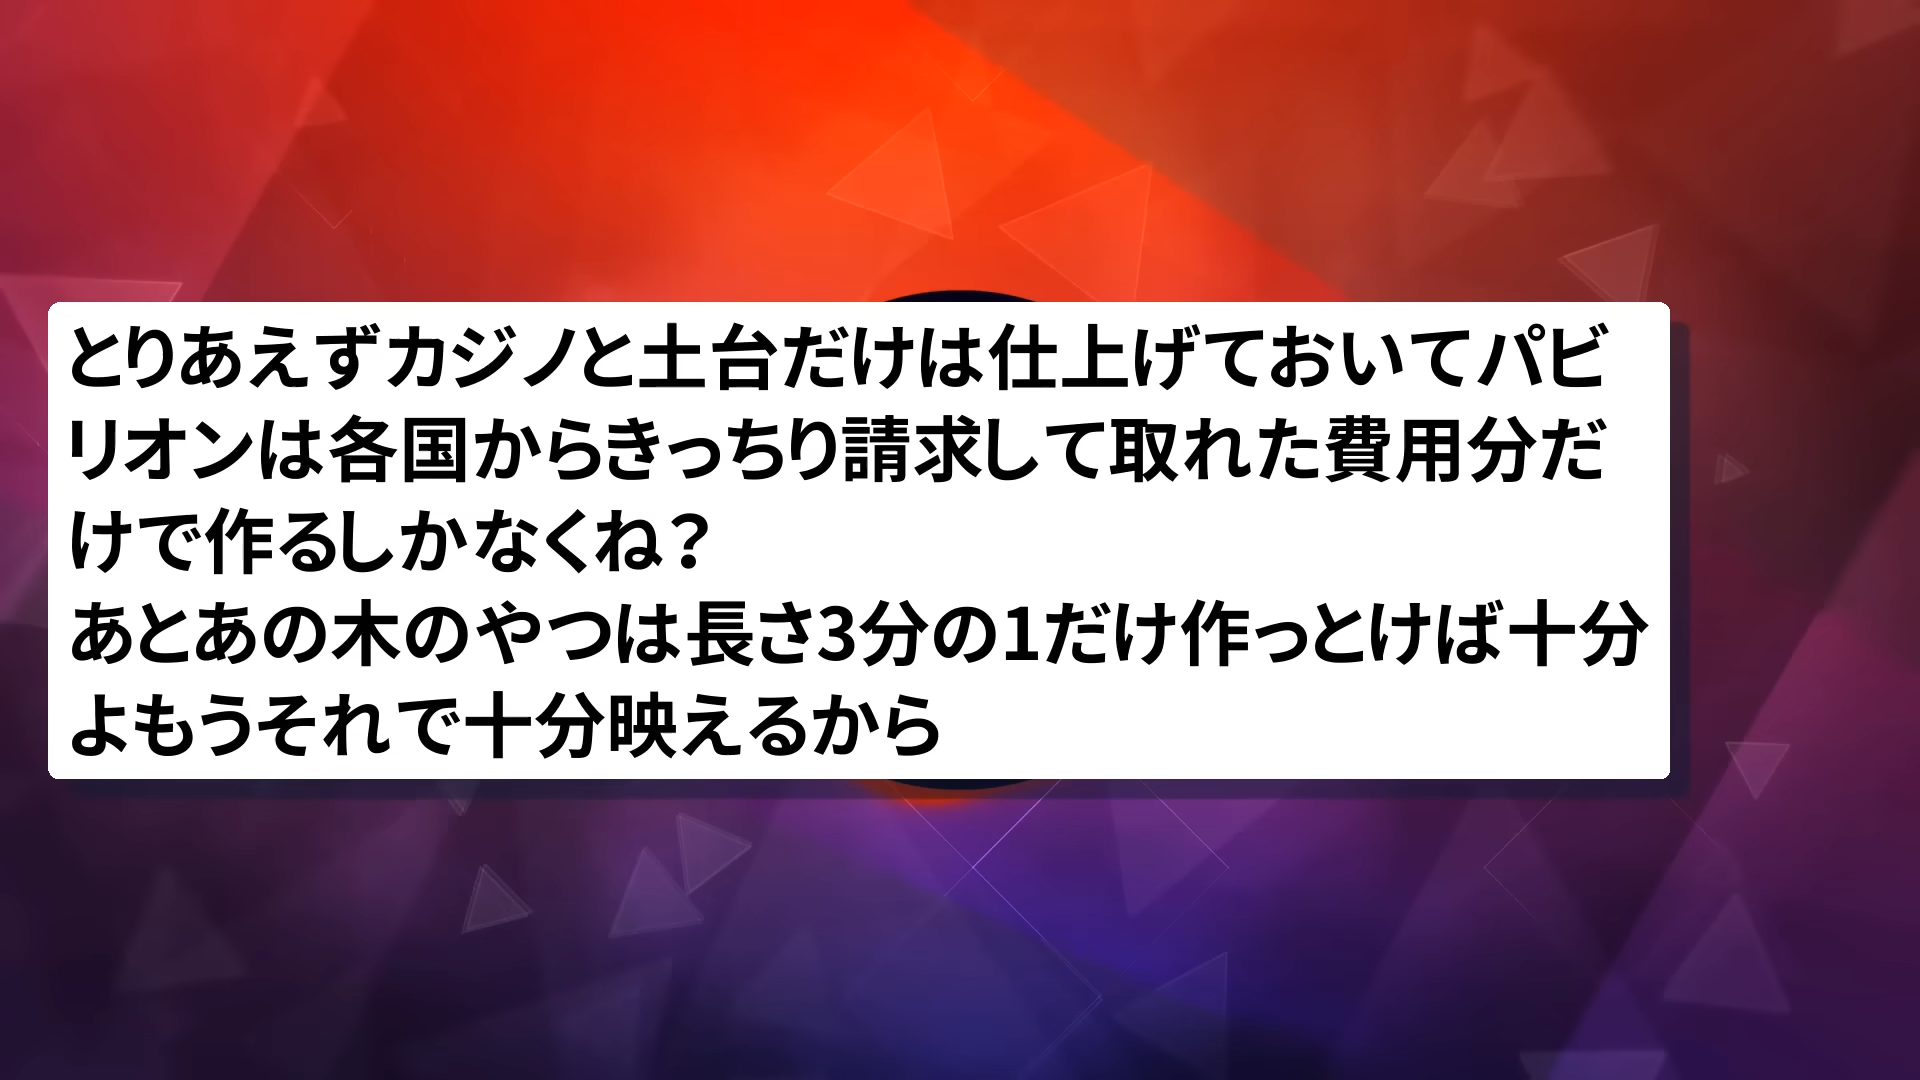 とりあえずカジノと土台だけは仕上げておいてパビ
リオンは各国からきっちり請求して取れた費用分だ
けで作るしかなくね？
あとあの木のやつは長さ3分の1だけ作っとけば十分
よもうそれで十分映えるから